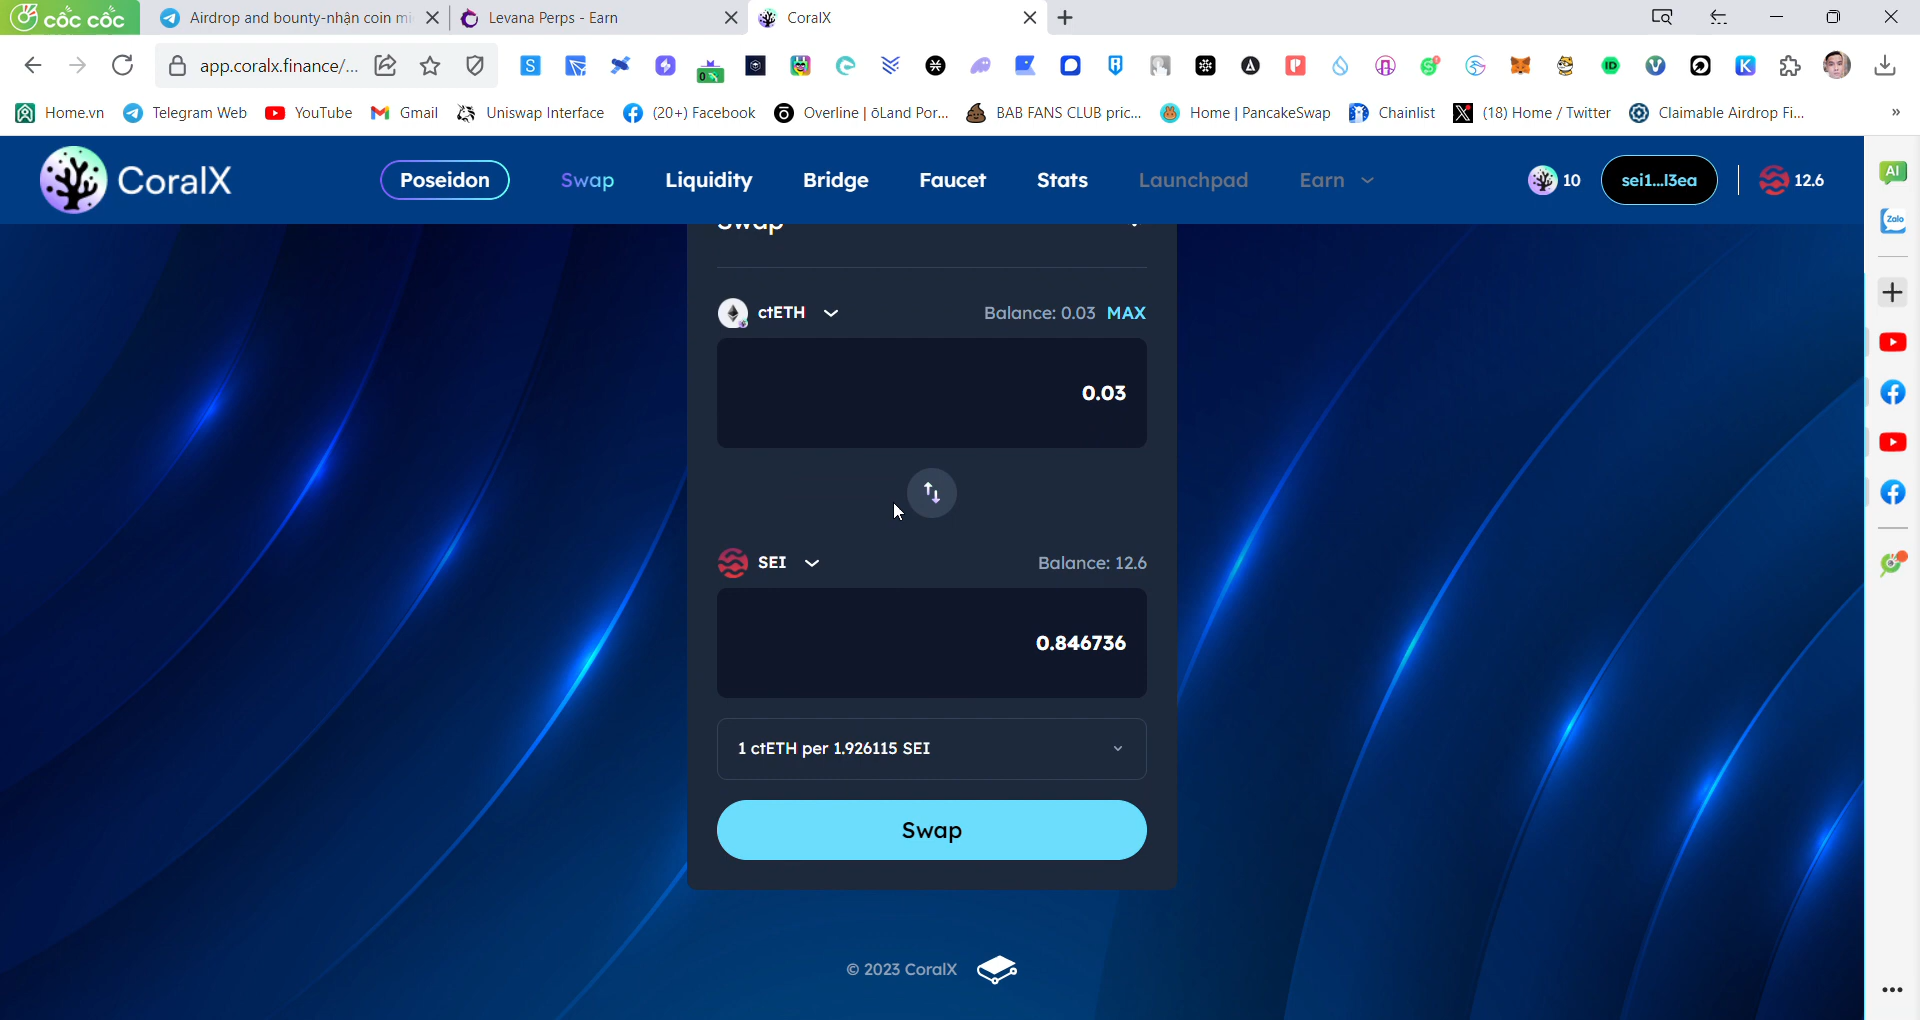 cốc cốc
Airdrop and bounty-nhận coin mi
Levana Perps - Earn
CoralX
app.coralx.finance/...
Home.vn
Telegram Web
YouTube
Gmail
Uniswap Interface
(20+) Facebook
Overline | ōLand Por...
BAB FANS CLUB pric...
Home | PancakeSwap
Chainlist
(18) Home / Twitter
Claimable Airdrop Fi...
»
CoralX
Poseidon
Swap
Liquidity
Bridge
Faucet
Stats
Launchpad
Earn
10
sei1...l3ea
12.6
AI
Zalo
Swap
ctETH
Balance: 0.03 MAX
0.03
SEI
Balance: 12.6
0.846736
1 ctETH per 1.926115 SEI
Swap
© 2023 CoralX